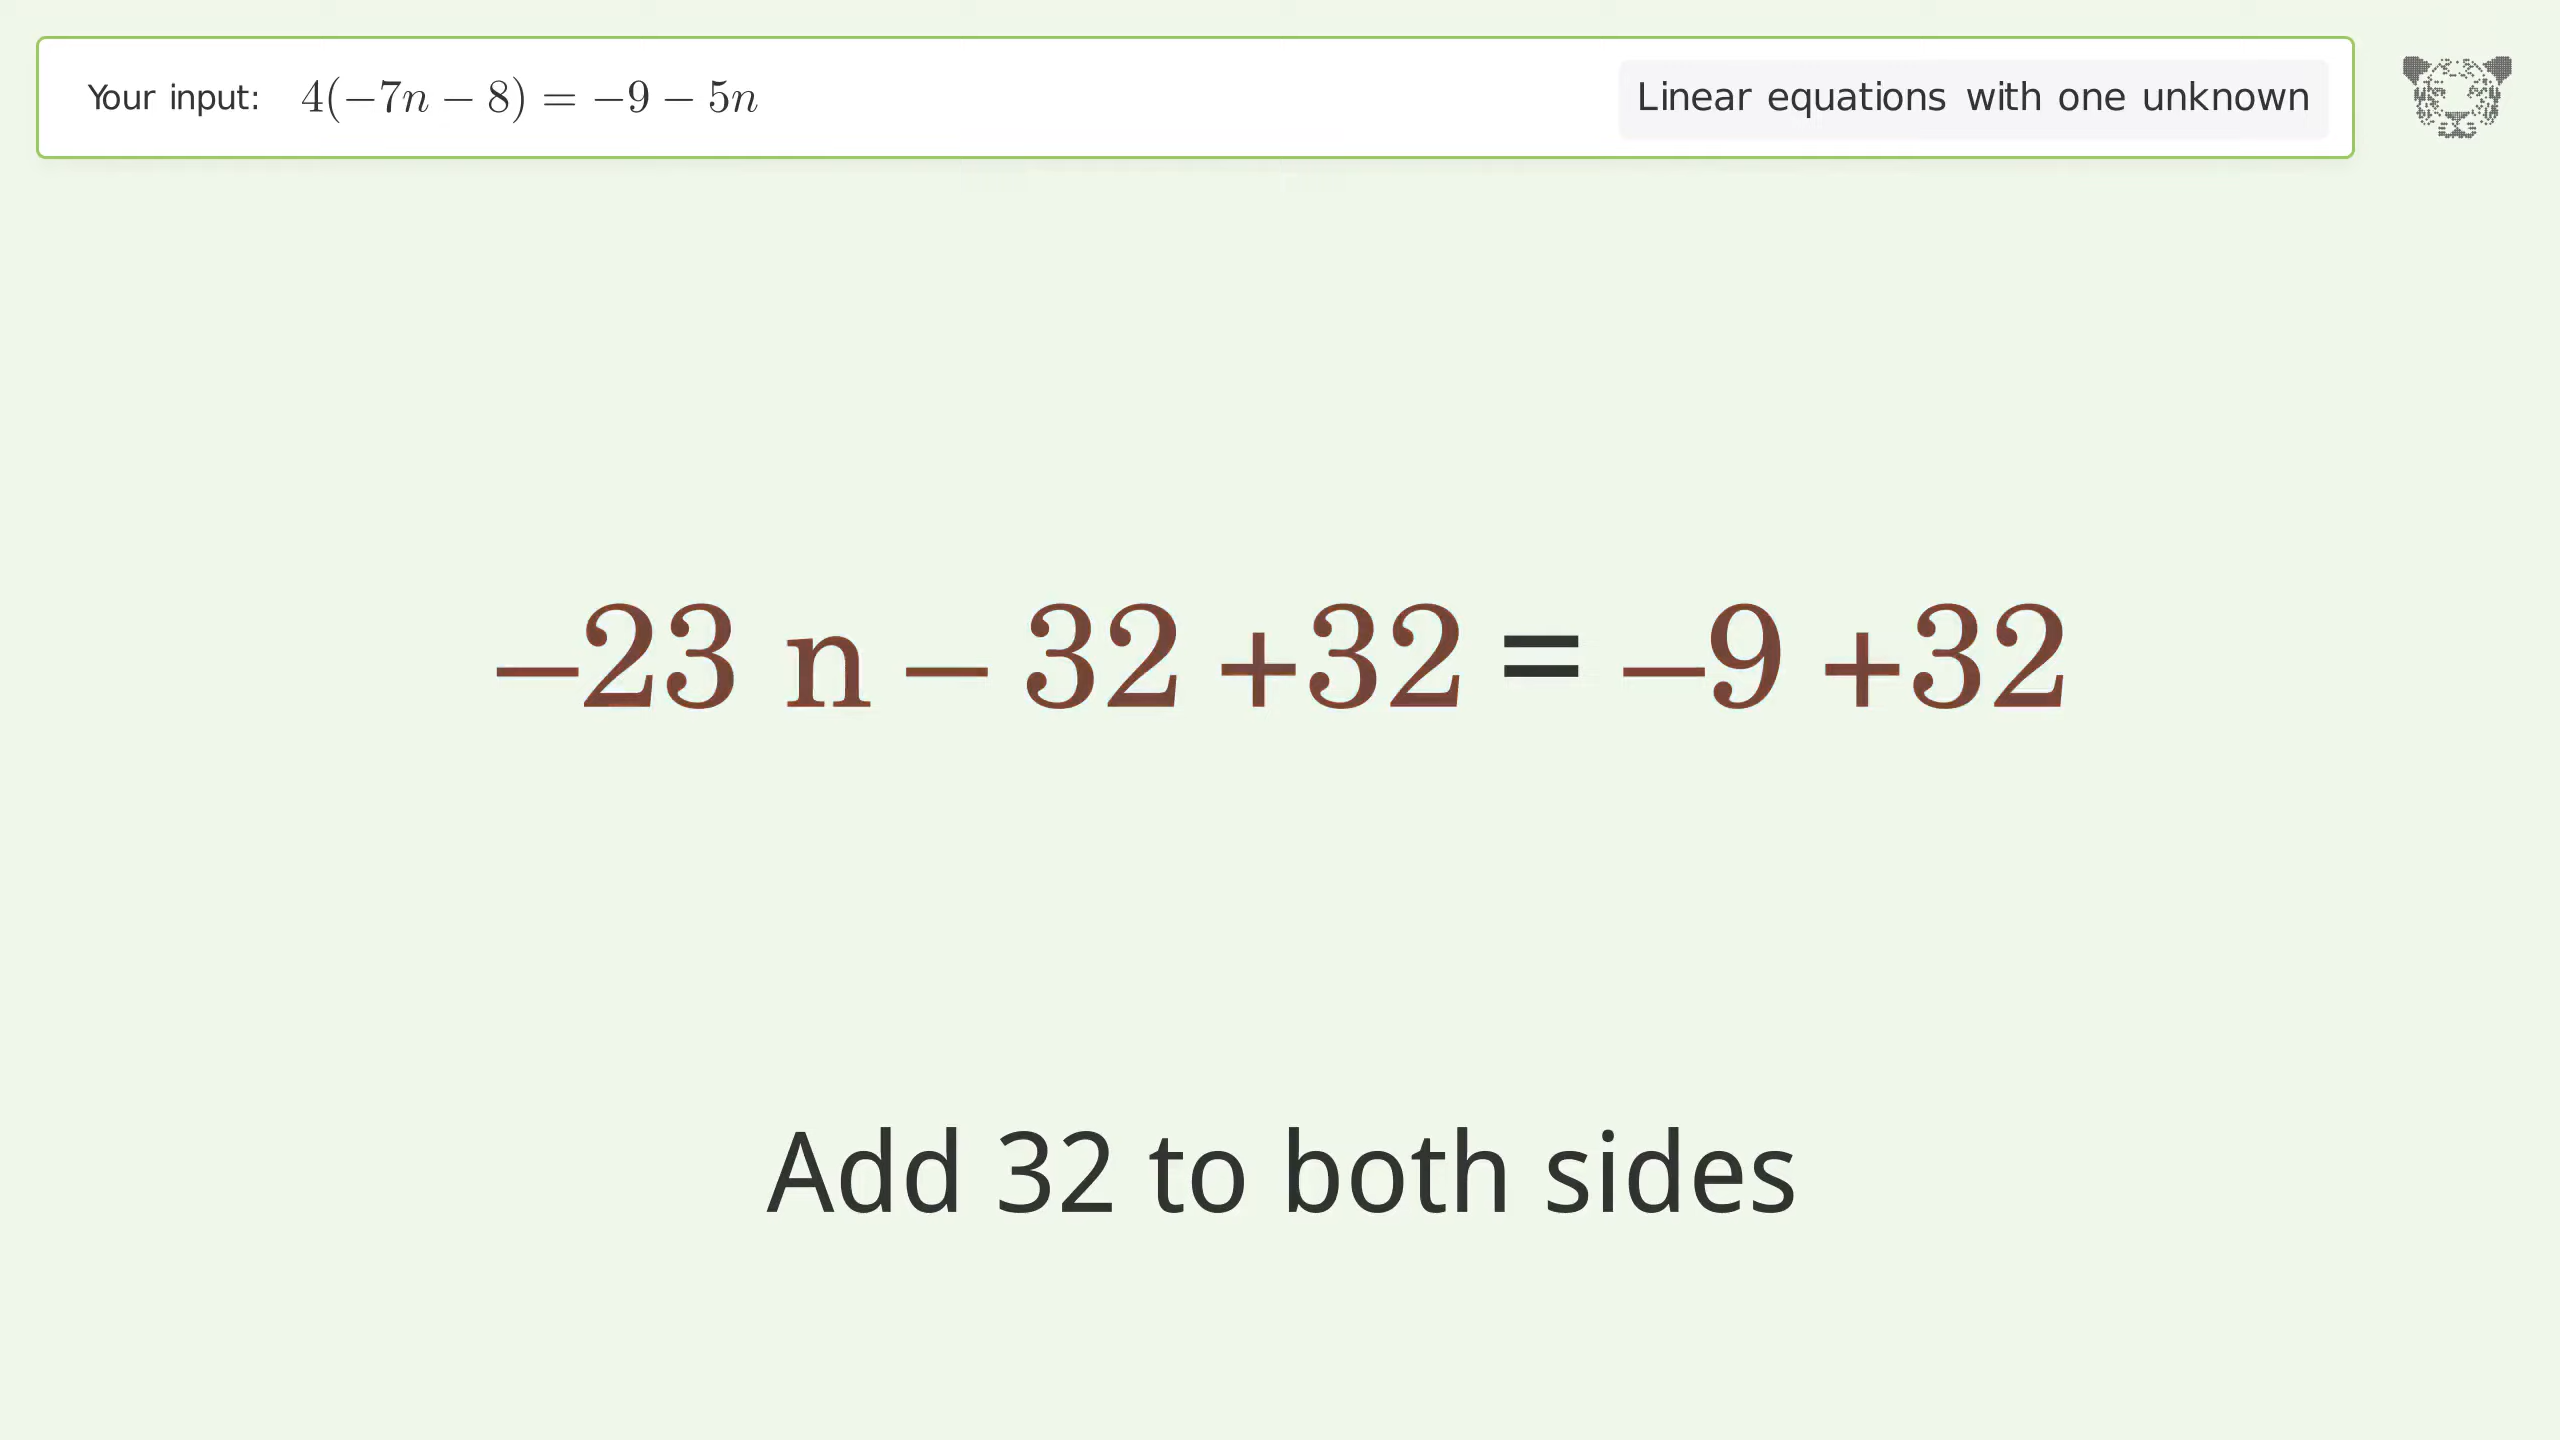 Your input: 4(−7n − 8) = −9 − 5n
Linear equations with one unknown
−23 n − 32 +32 = −9 +32
Add 32 to both sides